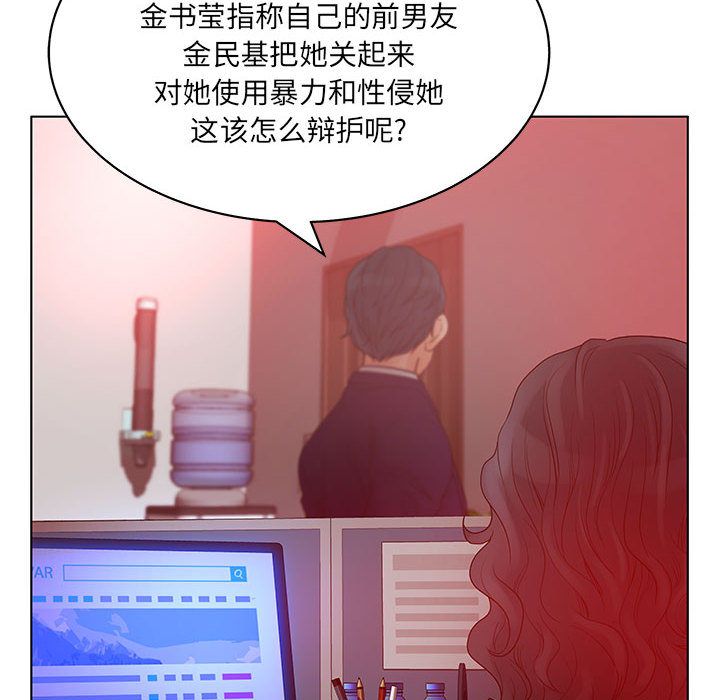 金书莹指称自己的前男友
金民基把她关起来
对她使用暴力和性侵她
这该怎么辩护呢?
AR